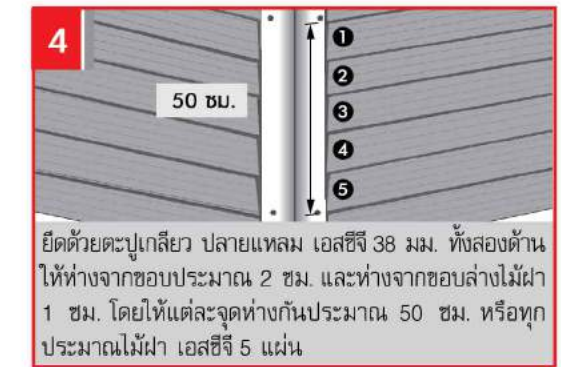 4
50 ซม.
❶
❷
❸
❹
❺
ยึดด้วยตะปูเกลียว ปลายแหลม เอสซีจี 38 มม. ทั้งสองด้าน
ให้ห่างจากขอบประมาณ 2 ซม. และห่างจากขอบล่างไม้ฝา
1 ซม. โดยให้แต่ละจุดห่างกันประมาณ 50 ซม. หรือทุก
ประมาณไม้ฝา เอสซีจี 5 แผ่น